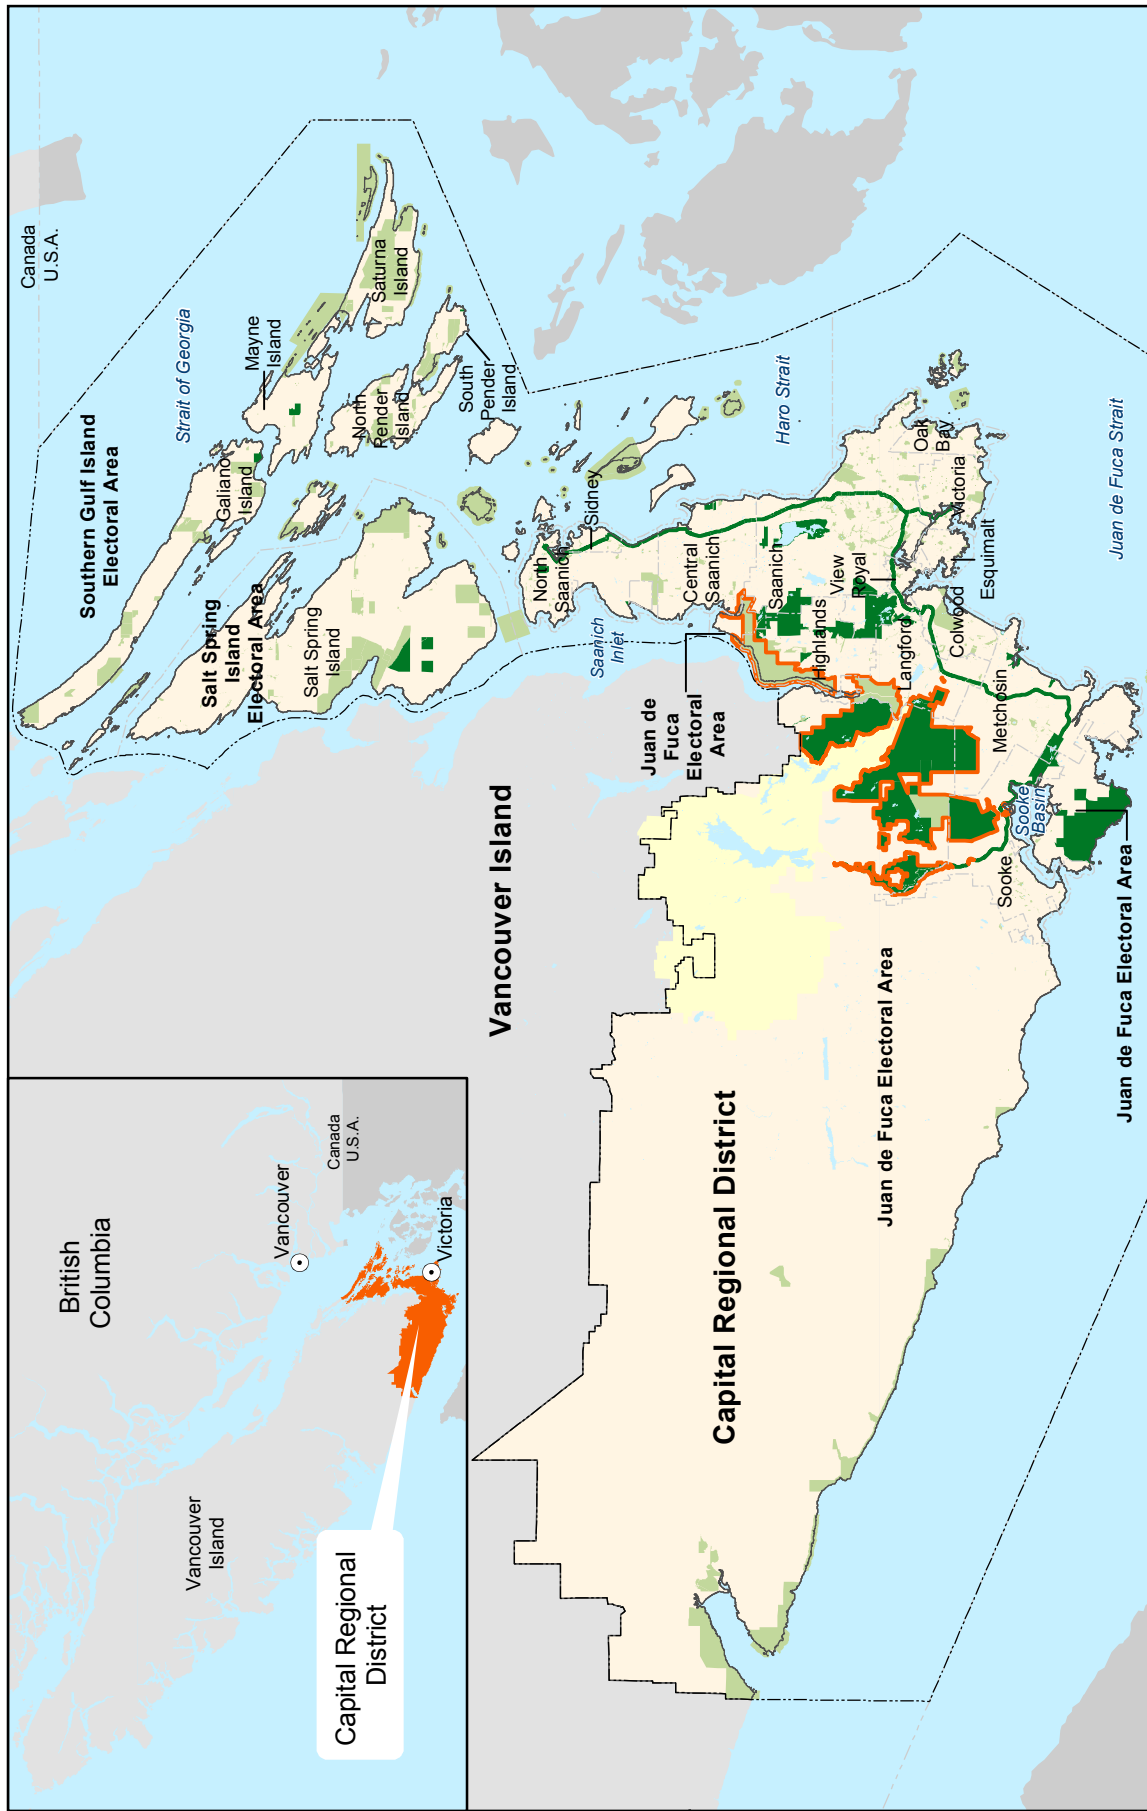 British
Columbia
Vancouver
Canada
U.S.A.
Victoria
Vancouver
Island
Capital Regional
District
Canada
U.S.A.
Strait of Georgia
Southern Gulf Island
Electoral Area
Mayne
Island
Galiano
Island
Saturna
Island
North
Pender
Island
South
Pender
Island
Salt Spring
Island
Electoral Area
Salt Spring
Island
North
Saanich
Sidney
Saanich
Inlet
Central
Saanich
Haro Strait
Vancouver Island
Juan de
Fuca
Electoral
Area
Saanich
Highlands
View
Royal
Oak
Bay
Victoria
Esquimalt
Langford
Colwood
Metchosin
Sooke
Basin
Sooke
Capital Regional District
Juan de Fuca Electoral Area
Juan de Fuca Electoral Area
Juan de Fuca Strait